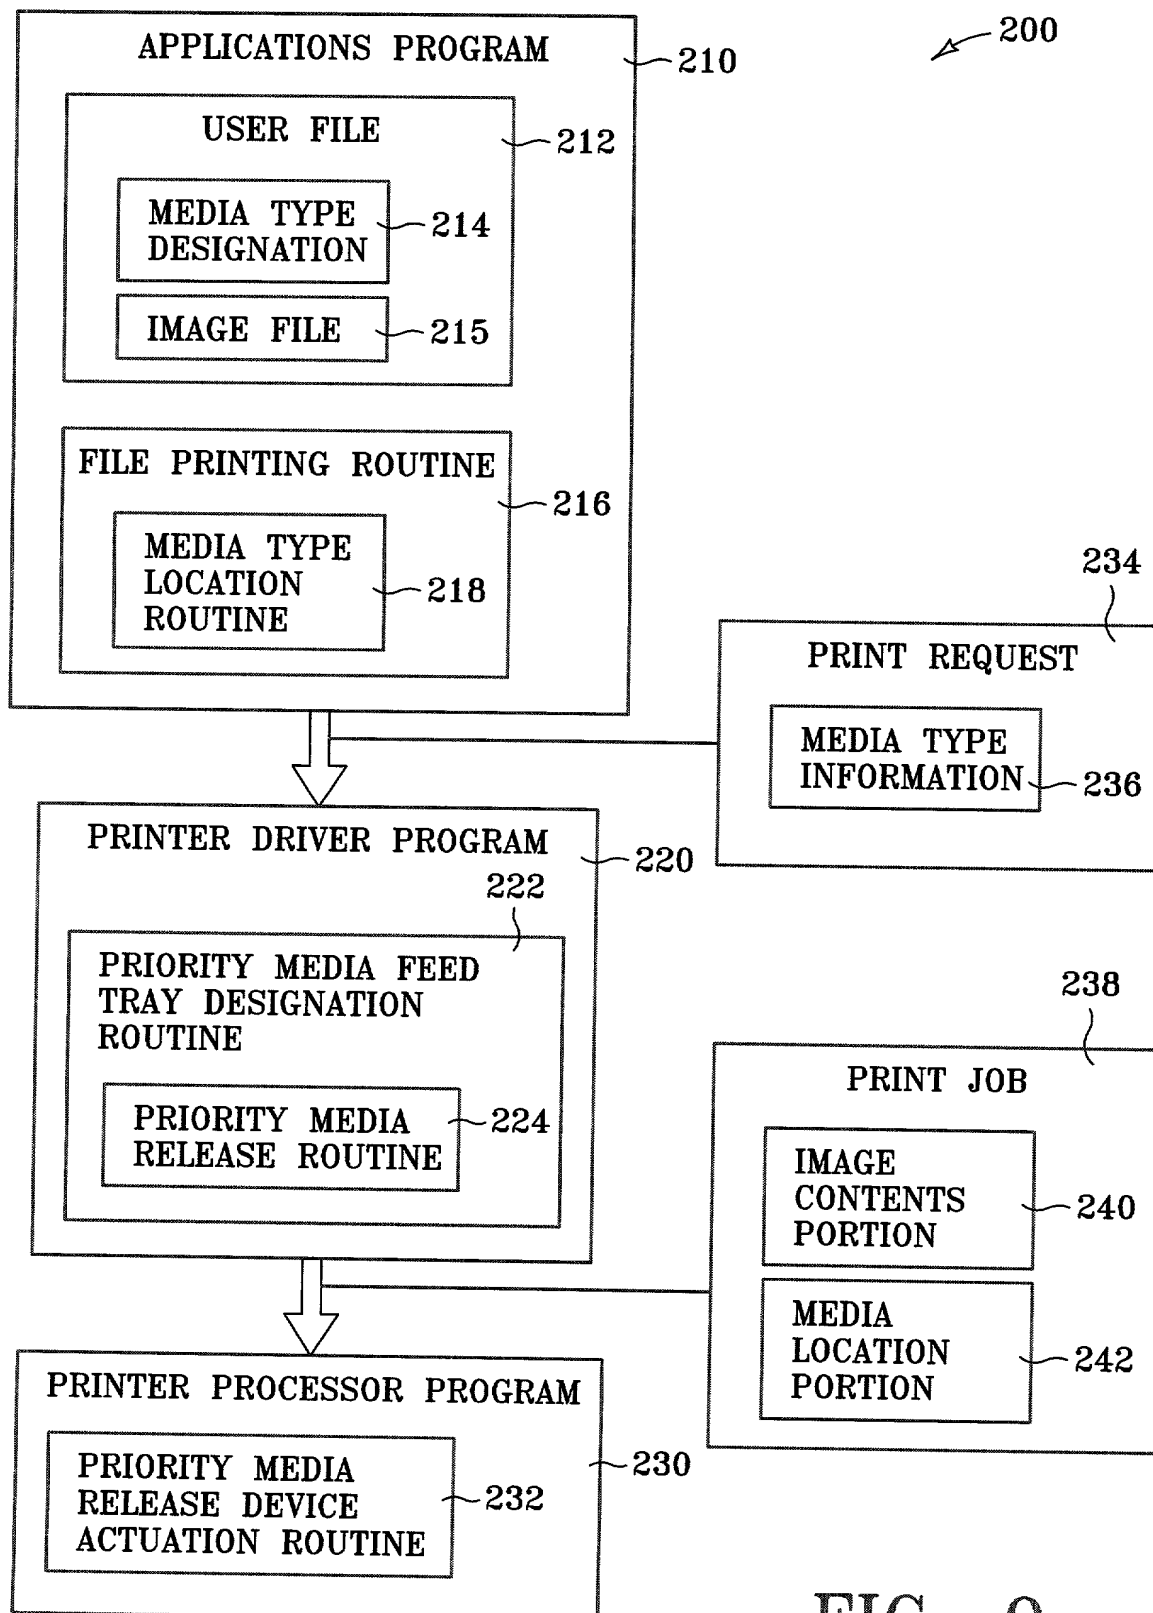 200
APPLICATIONS PROGRAM
210
USER FILE
212
MEDIA TYPE
DESIGNATION
214
IMAGE FILE
215
FILE PRINTING ROUTINE
216
MEDIA TYPE
LOCATION
ROUTINE
218
234
PRINT REQUEST
MEDIA TYPE
INFORMATION
236
PRINTER DRIVER PROGRAM
220
222
PRIORITY MEDIA FEED
TRAY DESIGNATION
ROUTINE
PRIORITY MEDIA
RELEASE ROUTINE
224
238
PRINT JOB
IMAGE
CONTENTS
PORTION
240
MEDIA
LOCATION
PORTION
242
PRINTER PROCESSOR PROGRAM
230
PRIORITY MEDIA
RELEASE DEVICE
ACTUATION ROUTINE
232
FIG.